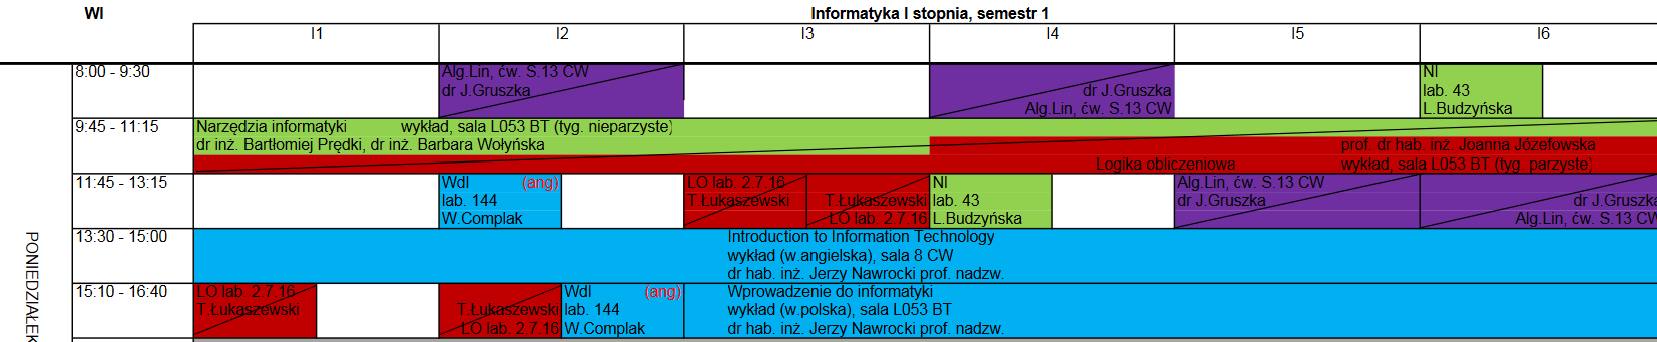 WI
Informatyka I stopnia, semestr 1
I1 I2 I3 I4 I5 I6
PONIEDZIAŁEK
8:00 - 9:30
Alg.Lin, ćw. S.13 CW
dr J.Gruszka
dr J.Gruszka
Alg.Lin, ćw. S.13 CW
NI
lab. 43
L.Budzyńska
9:45 - 11:15
Narzędzia informatyki wykład, sala L053 BT (tyg. nieparzyste)
dr inż. Bartłomiej Prędki, dr inż. Barbara Wołyńska
prof. dr hab. inż. Joanna Józefowska
Logika obliczeniowa wykład, sala L053 BT (tyg. parzyste)
11:45 - 13:15
WdI (ang)
lab. 144
W.Complak
LO lab. 2.7.16
T.Łukaszewski
T.Łukaszewski
LO lab. 2.7.16
NI
lab. 43
L.Budzyńska
Alg.Lin, ćw. S.13 CW
dr J.Gruszka
dr J.Gruszka
Alg.Lin, ćw. S.13 CW
13:30 - 15:00
Introduction to Information Technology
wykład (w.angielska), sala 8 CW
dr hab. inż. Jerzy Nawrocki prof. nadzw.
15:10 - 16:40
LO lab. 2.7.16
T.Łukaszewski
T.Łukaszewski
LO lab. 2.7.16
WdI (ang)
lab. 144
W.Complak
Wprowadzenie do informatyki
wykład (w.polska), sala L053 BT
dr hab. inż. Jerzy Nawrocki prof. nadzw.